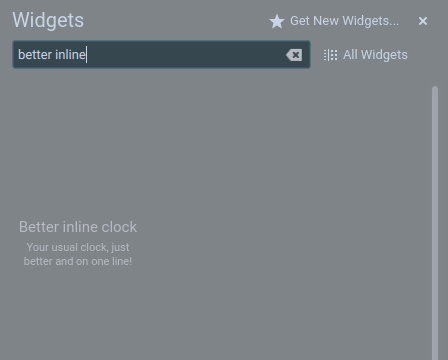 Widgets
Get New Widgets...
better inline
All Widgets
Better inline clock
Your usual clock, just
better and on one line!